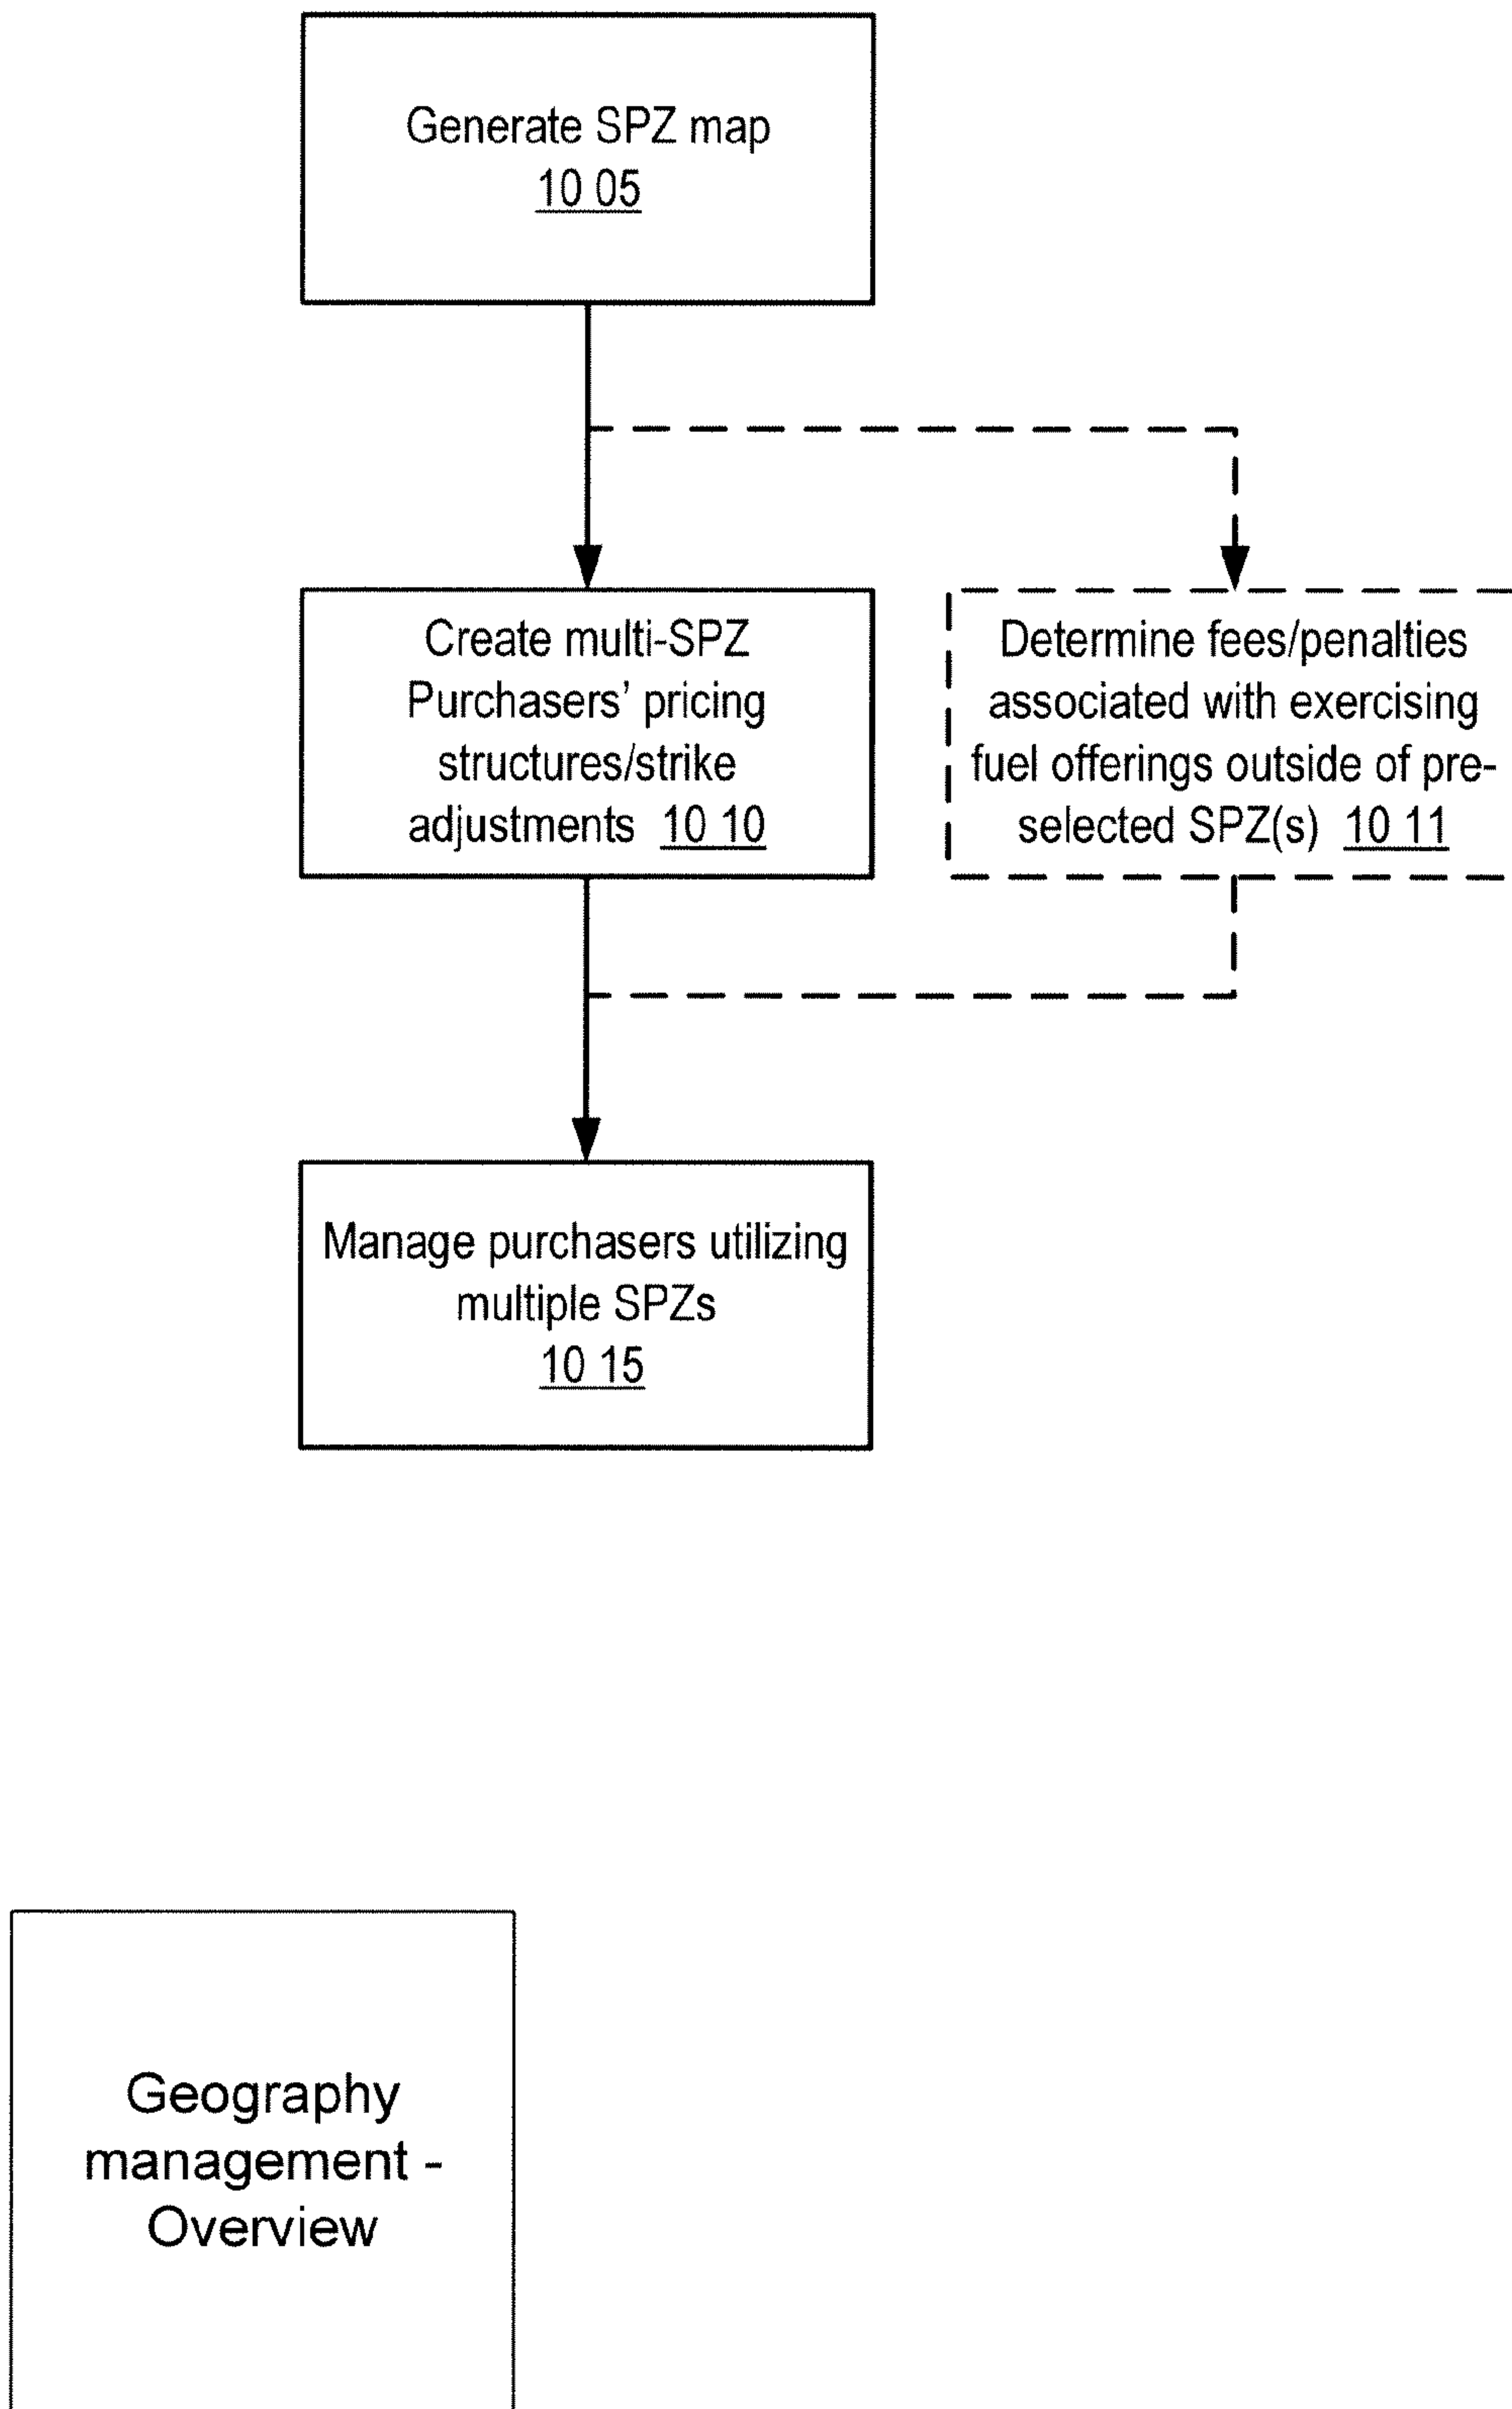 Generate SPZ map
10 05
Create multi-SPZ
Purchasers' pricing
structures/strike
adjustments 10 10
Determine fees/penalties
associated with exercising
fuel offerings outside of pre-
selected SPZ(s) 10 11
Manage purchasers utilizing
multiple SPZs
10 15
Geography
management -
Overview